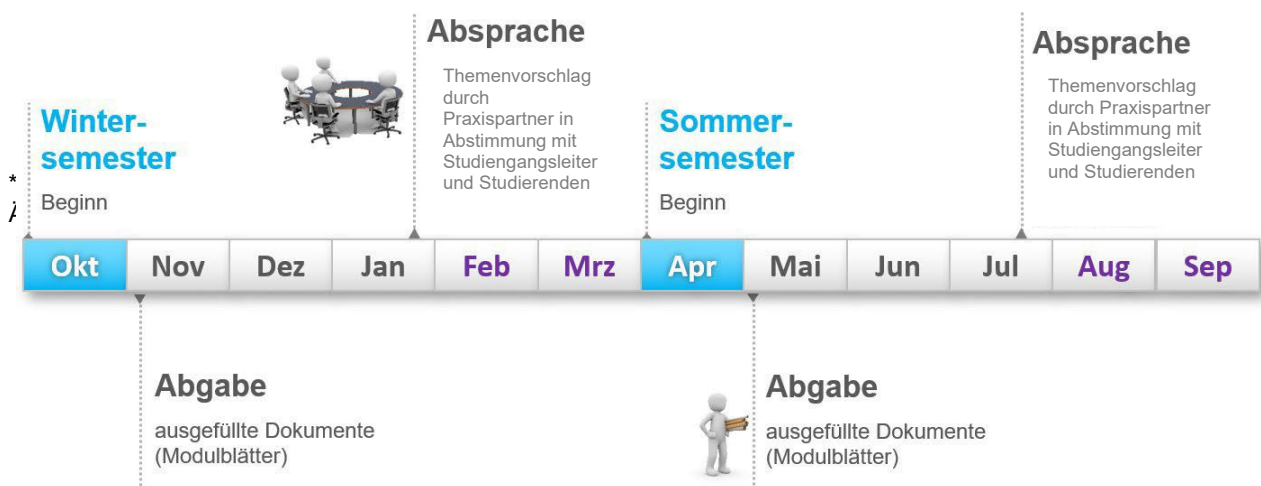 Absprache
Themenvorschlag
durch
Praxispartner in
Abstimmung mit
Studiengangsleiter
und Studierenden
Absprache
Themenvorschlag
durch Praxispartner
in Abstimmung mit
Studiengangsleiter
und Studierenden
Winter-
semester
Beginn
Sommer-
semester
Beginn
*
Okt Nov Dez Jan Feb Mrz Apr Mai Jun Jul Aug Sep
Abgabe
ausgefüllte Dokumente
(Modulblätter)
Abgabe
ausgefüllte Dokumente
(Modulblätter)